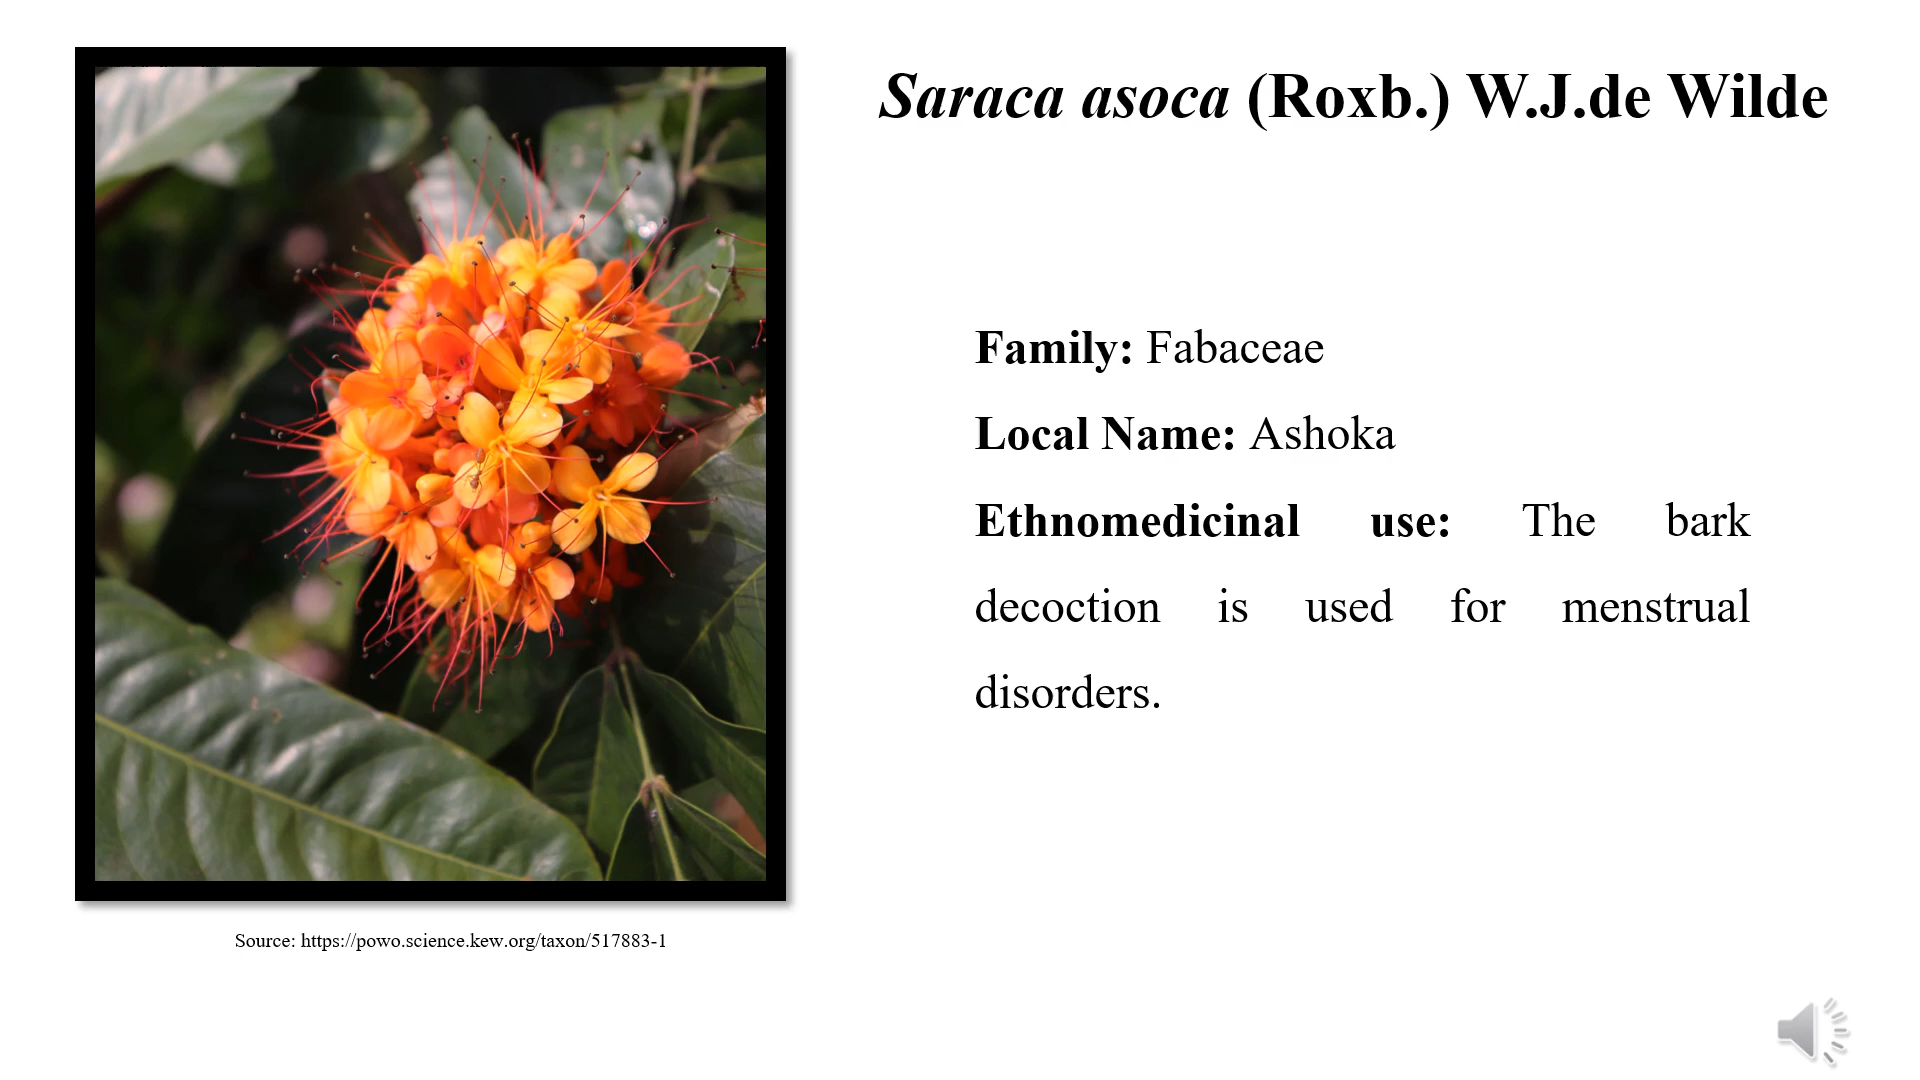 Saraca asoca (Roxb.) W.J.de Wilde
Family: Fabaceae
Local Name: Ashoka
Ethnomedicinal use: The bark
decoction is used for menstrual
disorders.
Source: https://powo.science.kew.org/taxon/517883-1